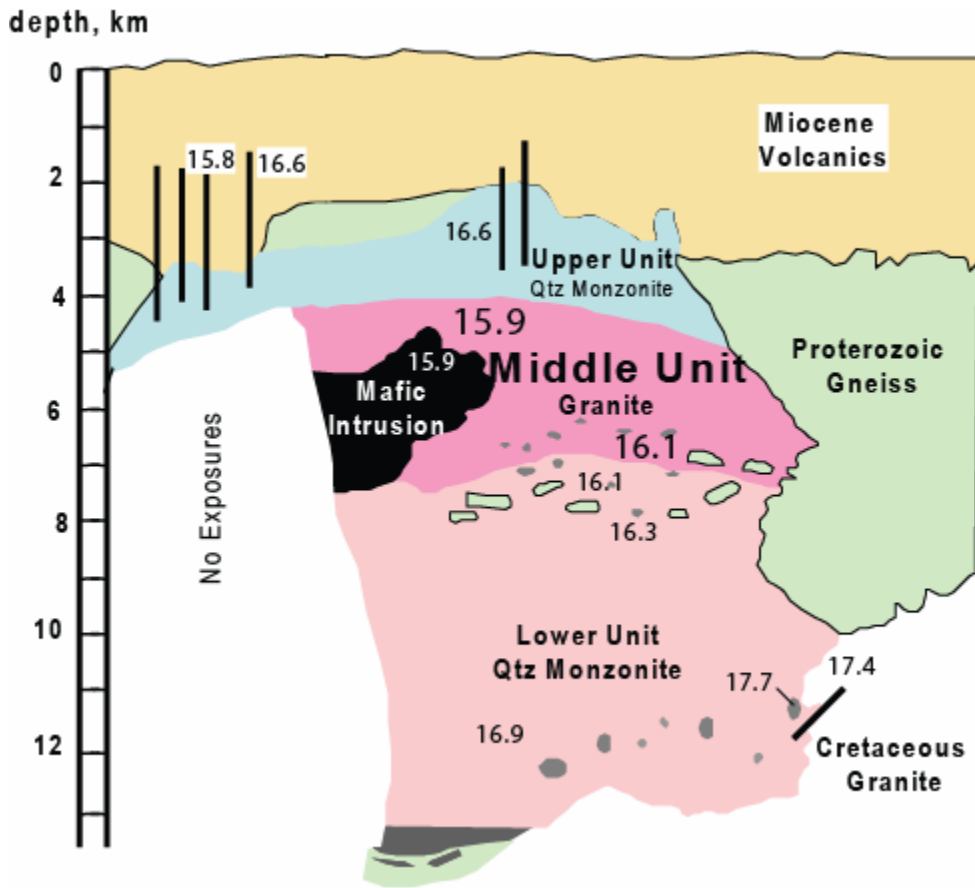 depth, km
0
2
4
6
8
10
12
Miocene
Volcanics
15.8
16.6
16.6
Upper Unit
Qtz Monzonite
15.9
15.9
Middle Unit
Granite
Mafic
Intrusion
Proterozoic
Gneiss
16.1
16.1
16.3
No Exposures
Lower Unit
Qtz Monzonite
17.7
17.4
16.9
Cretaceous
Granite